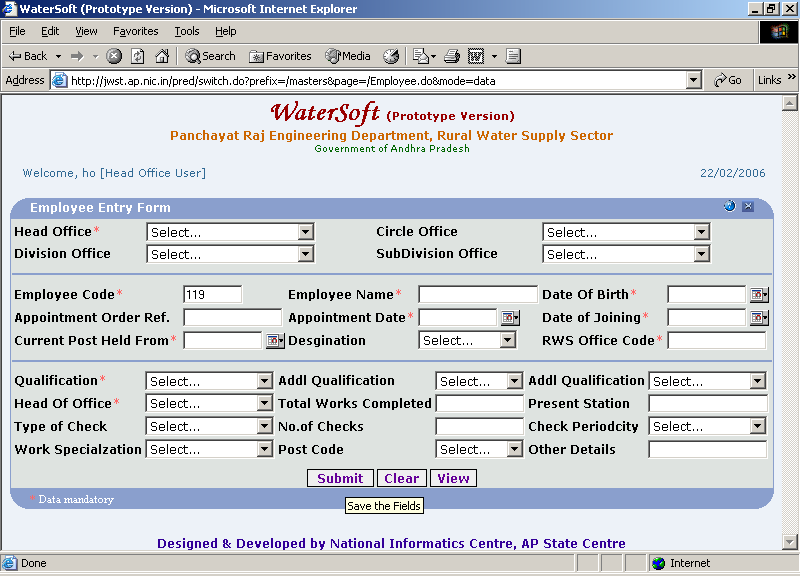 WaterSoft (Prototype Version) - Microsoft Internet Explorer
File Edit View Favorites Tools Help
Back Search Favorites Media
Address http://jwst.ap.nic.in/pred/switch.do?prefix=/masters&page=/Employee.do&mode=data Go Links »
WaterSoft (Prototype Version)
Panchayat Raj Engineering Department, Rural Water Supply Sector
Government of Andhra Pradesh
Welcome, ho [Head Office User] 22/02/2006
Employee Entry Form
Head Office* Select... Circle Office Select...
Division Office Select... SubDivision Office Select...
Employee Code* 119 Employee Name* Date Of Birth*
Appointment Order Ref. Appointment Date* Date of Joining*
Current Post Held From* Desgination Select... RWS Office Code*
Qualification* Select... Addl Qualification Select... Addl Qualification Select...
Head Of Office* Select... Total Works Completed Present Station
Type of Check Select... No.of Checks Check Periodcity Select...
Work Specialzation Select... Post Code Select... Other Details
Submit Clear View
* Data mandatory
Save the Fields
Designed & Developed by National Informatics Centre, AP State Centre
Done Internet